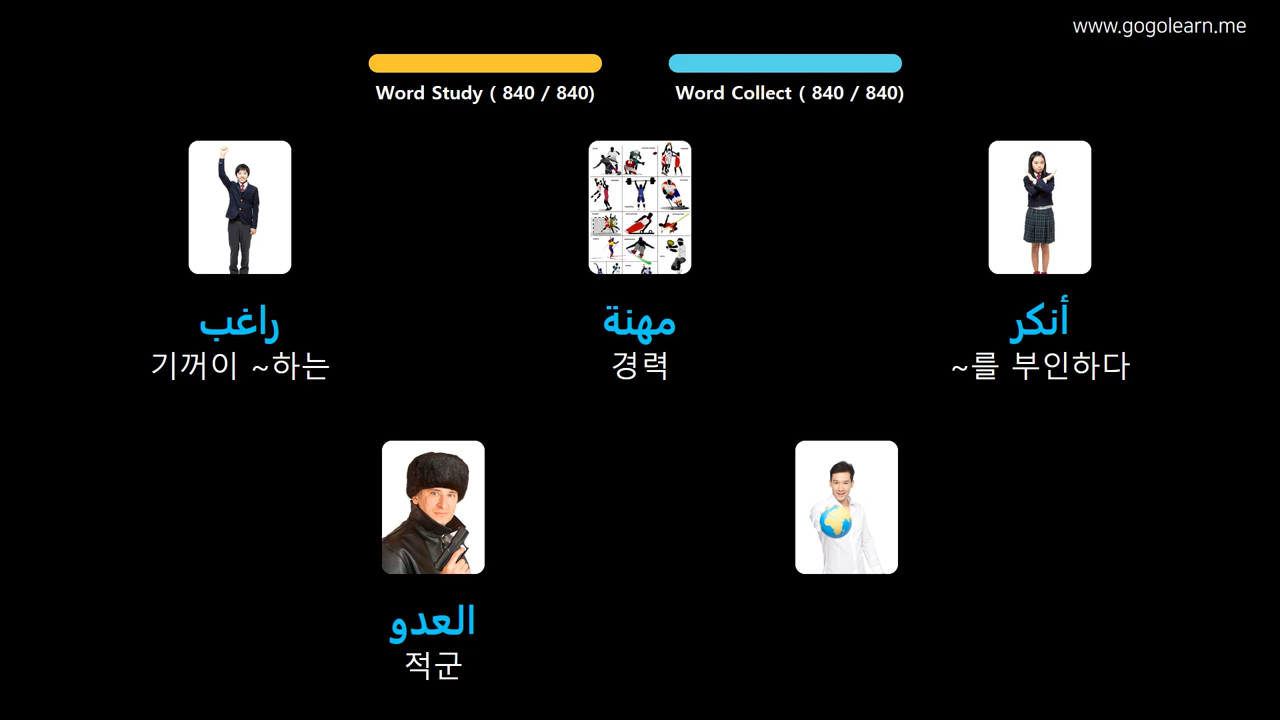 www.gogolearn.me
Word Study ( 840 / 840)
Word Collect ( 840 / 840)
راغب
기꺼이 ~하는
مهنة
경력
أنكر
~를 부인하다
العدو
적군